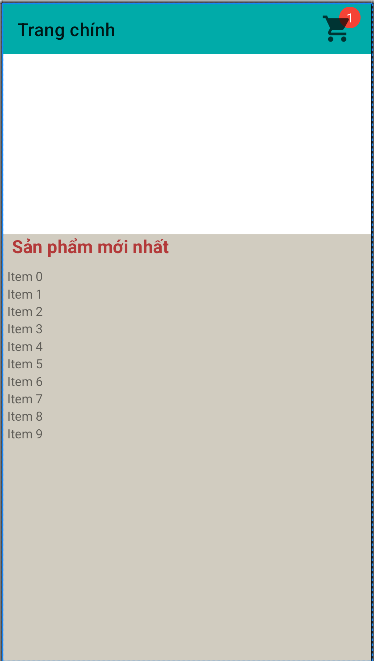 Trang chính
1
Sản phẩm mới nhất
Item 0
Item 1
Item 2
Item 3
Item 4
Item 5
Item 6
Item 7
Item 8
Item 9